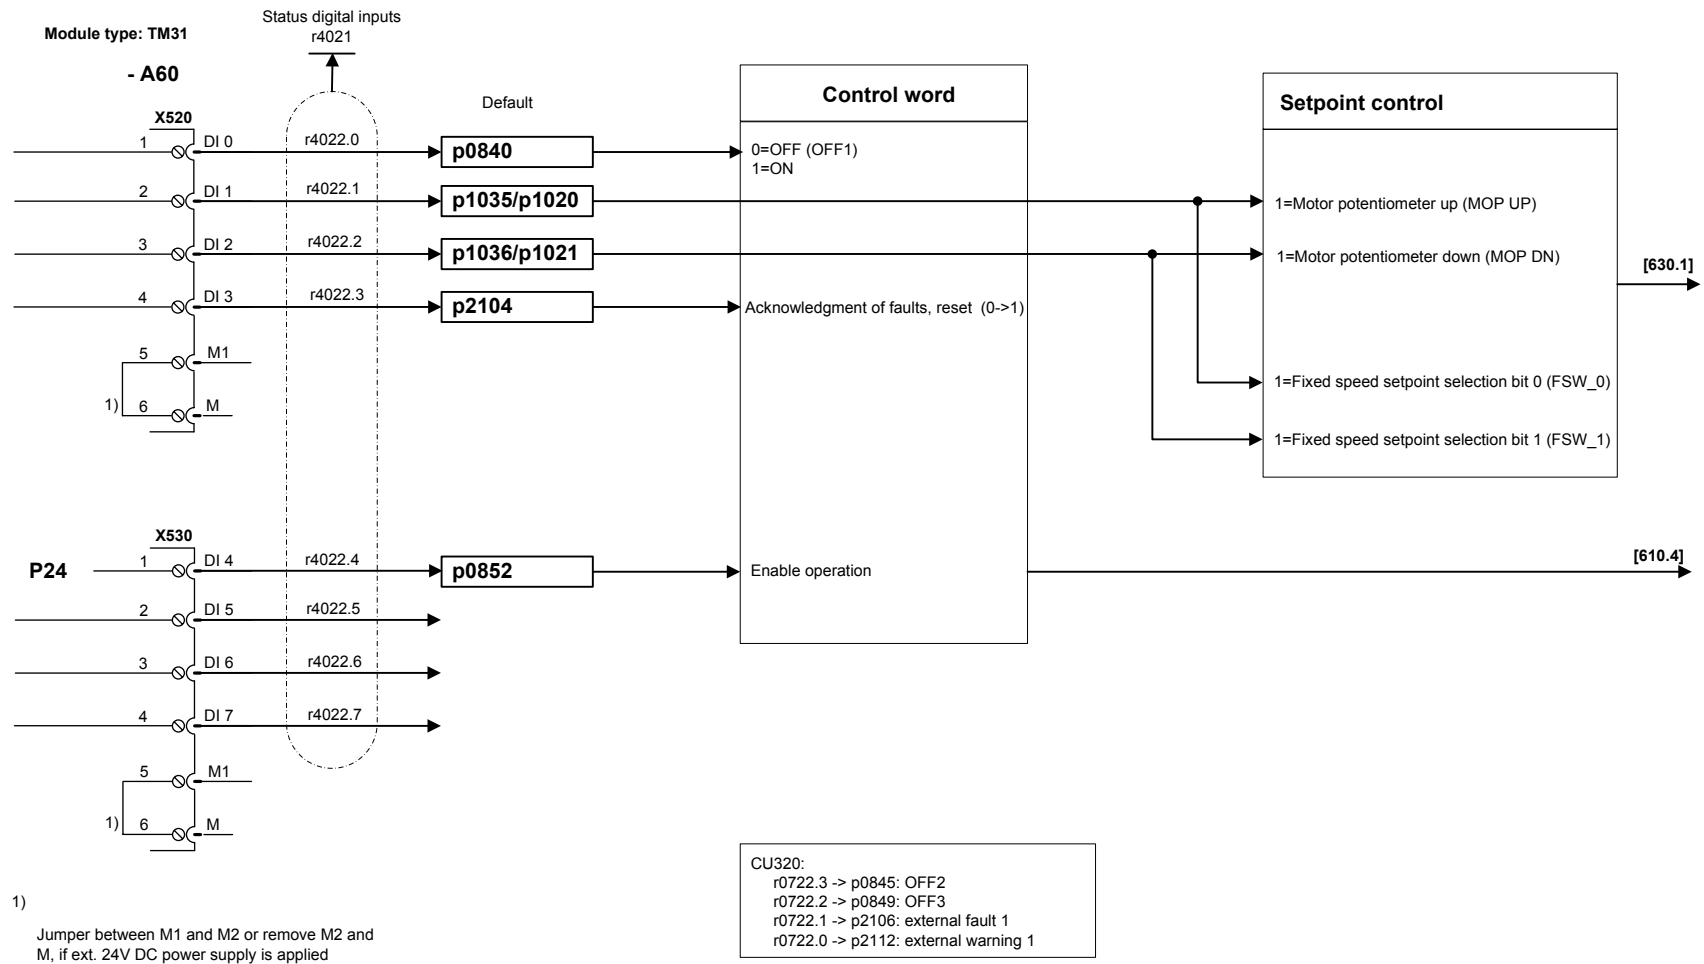 Status digital inputs
r4021
Module type: TM31
- A60
Default
Control word
Setpoint control
X520
1 DI 0 r4022.0 p0840 0=OFF (OFF1)
1=ON
2 DI 1 r4022.1 p1035/p1020 1=Motor potentiometer up (MOP UP)
3 DI 2 r4022.2 p1036/p1021 1=Motor potentiometer down (MOP DN)
[630.1]
4 DI 3 r4022.3 p2104 Acknowledgment of faults, reset (0->1)
5 M1
1=Fixed speed setpoint selection bit 0 (FSW_0)
1) 6 M
1=Fixed speed setpoint selection bit 1 (FSW_1)
X530
P24 1 DI 4 r4022.4 p0852 Enable operation [610.4]
2 DI 5 r4022.5
3 DI 6 r4022.6
4 DI 7 r4022.7
5 M1
1) 6 M
CU320:
r0722.3 -> p0845: OFF2
r0722.2 -> p0849: OFF3
r0722.1 -> p2106: external fault 1
r0722.0 -> p2112: external warning 1
1)
Jumper between M1 and M2 or remove M2 and
M, if ext. 24V DC power supply is applied